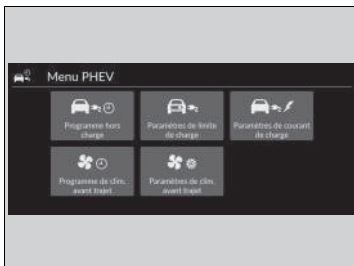 Menu PHEV
Programme hors
charge
Paramètres de limite
de charge
Paramètres de courant
de charge
Programme de clim.
avant trajet
Paramètres de clim.
avant trajet